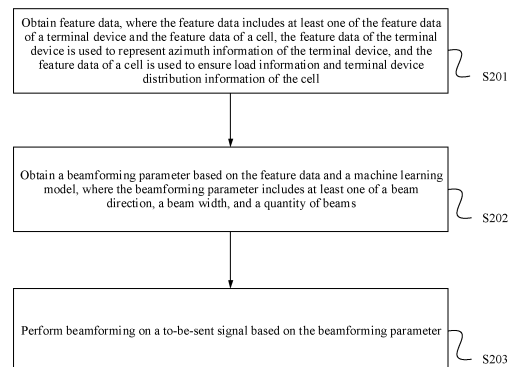 Obtain feature data, where the feature data includes at least one of the feature data
of a terminal device and the feature data of a cell, the feature data of the terminal
device is used to represent azimuth information of the terminal device, and the
feature data of a cell is used to ensure load information and terminal device
distribution information of the cell
S201
Obtain a beamforming parameter based on the feature data and a machine learning
model, where the beamforming parameter includes at least one of a beam
direction, a beam width, and a quantity of beams
S202
Perform beamforming on a to-be-sent signal based on the beamforming parameter
S203